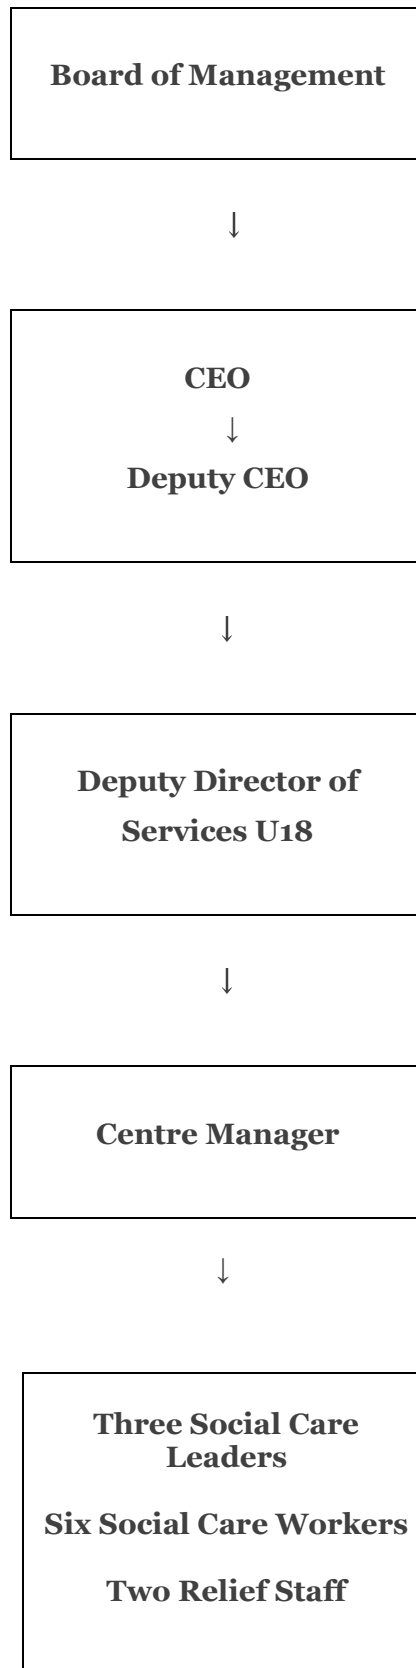 Board of Management
↓
CEO
↓
Deputy CEO
↓
Deputy Director of
Services U18
↓
Centre Manager
↓
Three Social Care
Leaders
Six Social Care Workers
Two Relief Staff